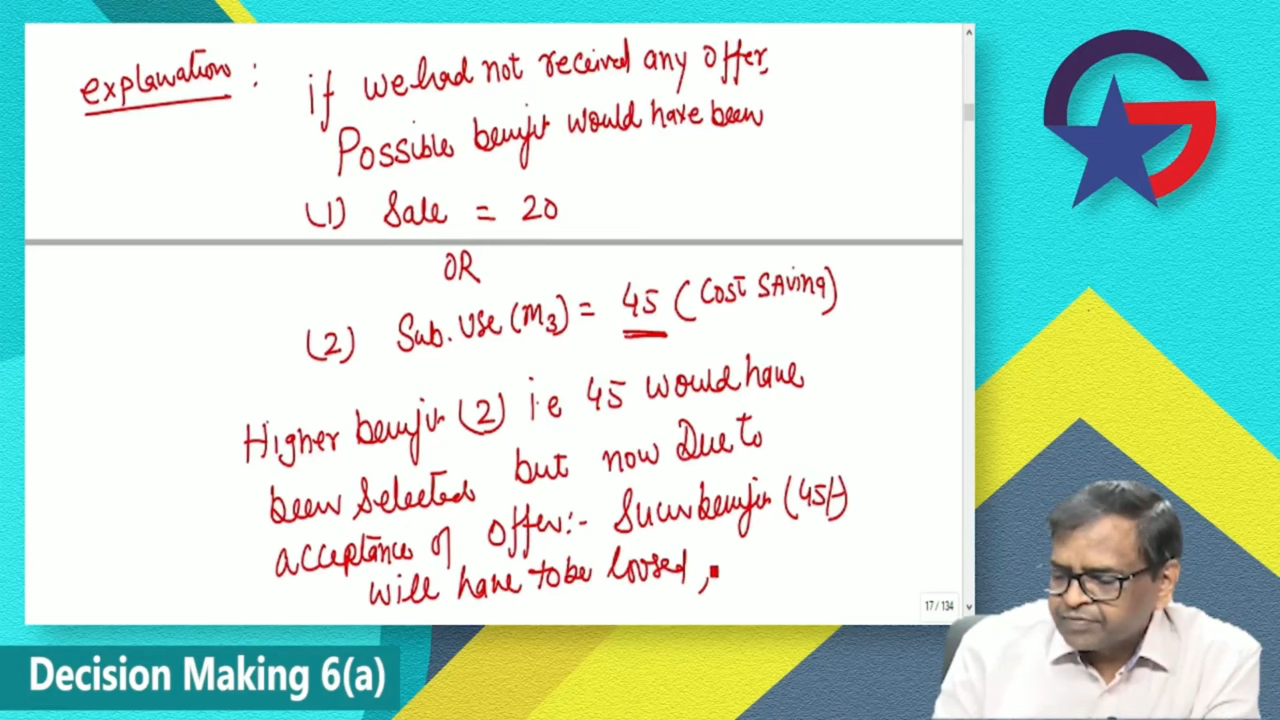 explanation : if we had not received any offer,
Possible benefit would have been
(1) Sale = 20
OR
(2) Sub. Use (M3) = 45 (Cost Saving)
Higher benefit (2) i.e 45 would have
been Selected but now Due to
acceptance of offer:- Such benefit (45/-)
will have to be loosed,
17 / 134
Decision Making 6(a)